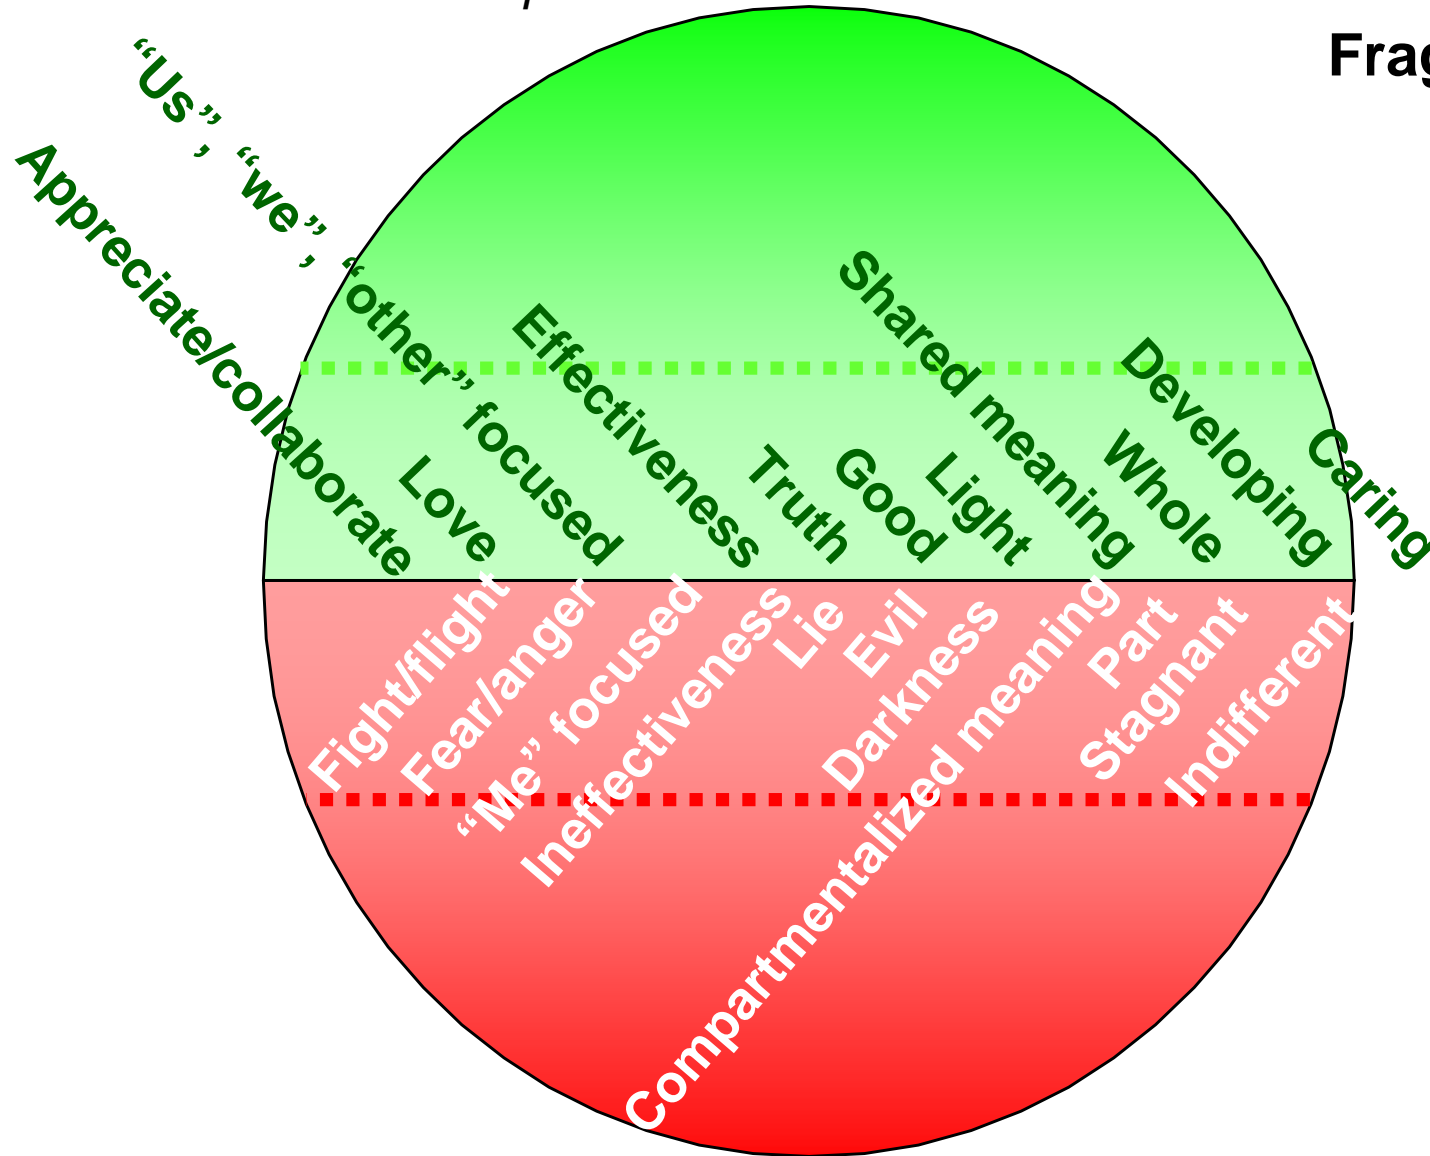 Frag
Appreciate/collaborate
Love
“Us”, “we”, “other” focused
Effectiveness
Truth
Good
Light
Shared meaning
Whole
Developing
Caring
Fight/flight
Fear/anger
“Me” focused
Ineffectiveness
Lie
Evil
Darkness
Compartmentalized meaning
Part
Stagnant
Indifferent